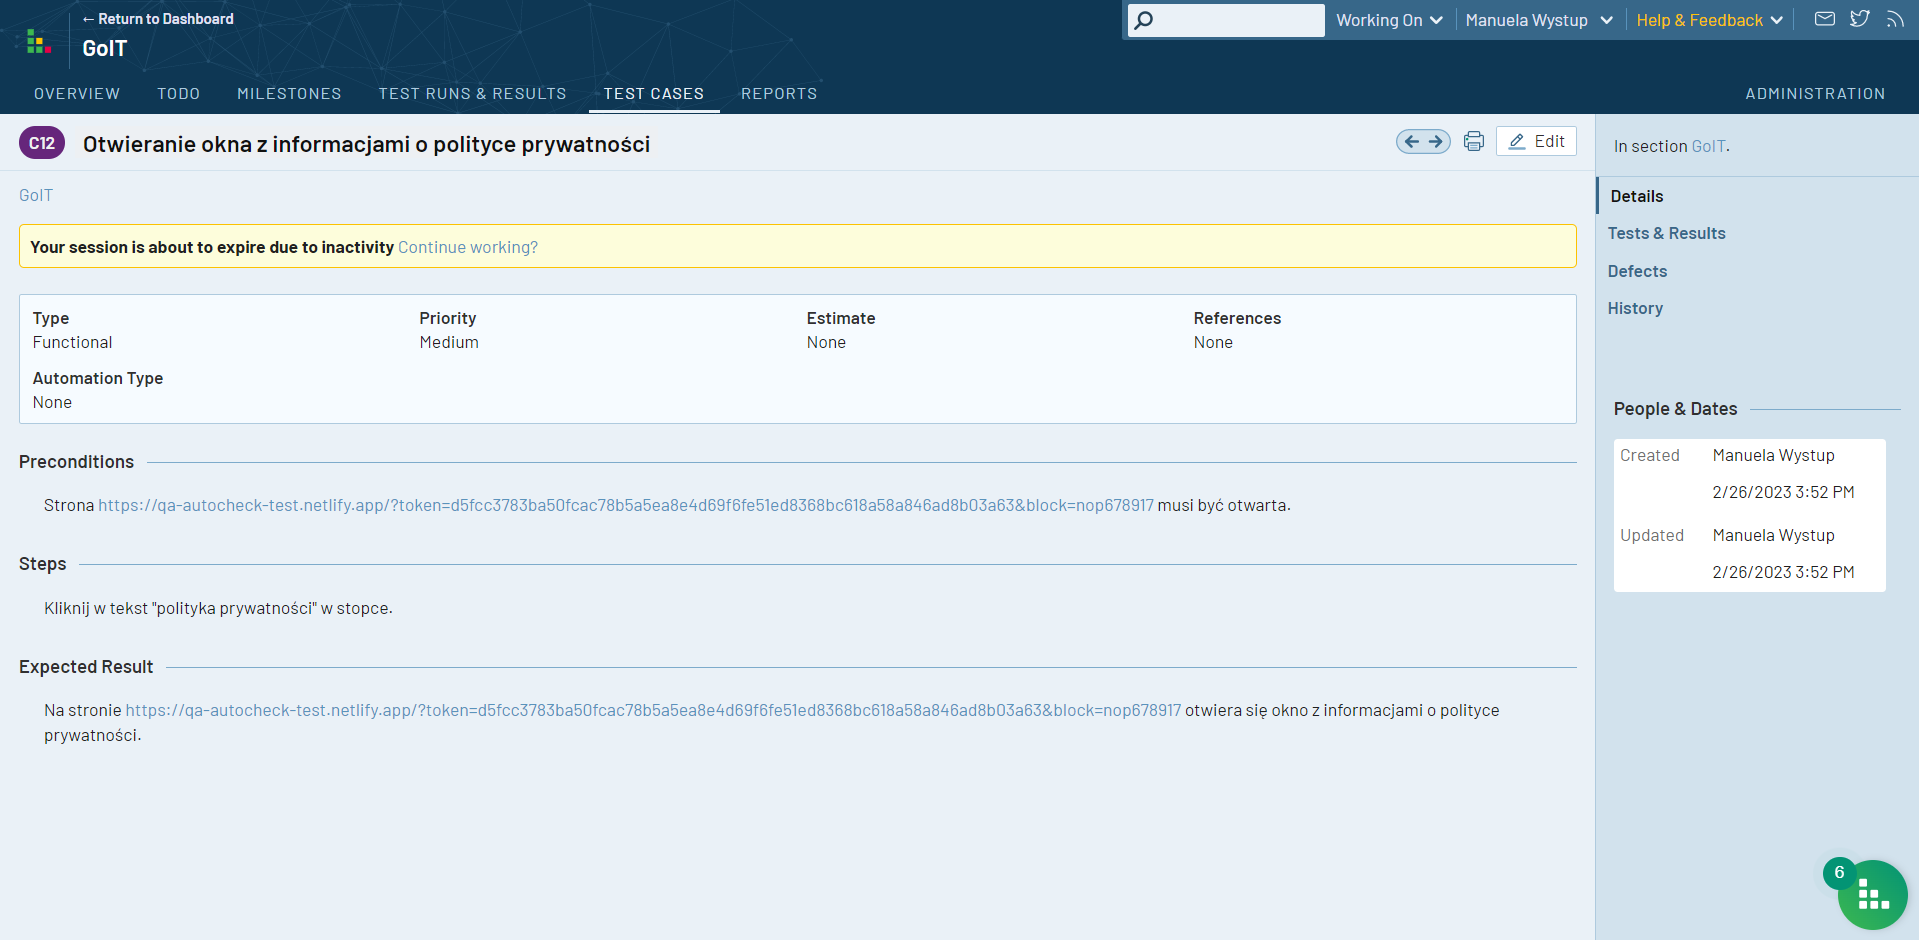 ← Return to Dashboard
GoIT
Working On
Manuela Wystup
Help & Feedback
OVERVIEW
TODO
MILESTONES
TEST RUNS & RESULTS
TEST CASES
REPORTS
ADMINISTRATION
C12
Otwieranie okna z informacjami o polityce prywatności
Edit
GoIT
Your session is about to expire due to inactivity Continue working?
Type
Functional
Priority
Medium
Estimate
None
References
None
Automation Type
None
Preconditions
Strona https://qa-autocheck-test.netlify.app/?token=d5fcc3783ba50fcac78b5a5ea8e4d69f6fe51ed8368bc618a58a846ad8b03a63&block=nop678917 musi być otwarta.
Steps
Kliknij w tekst "polityka prywatności" w stopce.
Expected Result
Na stronie https://qa-autocheck-test.netlify.app/?token=d5fcc3783ba50fcac78b5a5ea8e4d69f6fe51ed8368bc618a58a846ad8b03a63&block=nop678917 otwiera się okno z informacjami o polityce
prywatności.
In section GoIT.
Details
Tests & Results
Defects
History
People & Dates
Created
Manuela Wystup
2/26/2023 3:52 PM
Updated
Manuela Wystup
2/26/2023 3:52 PM
6